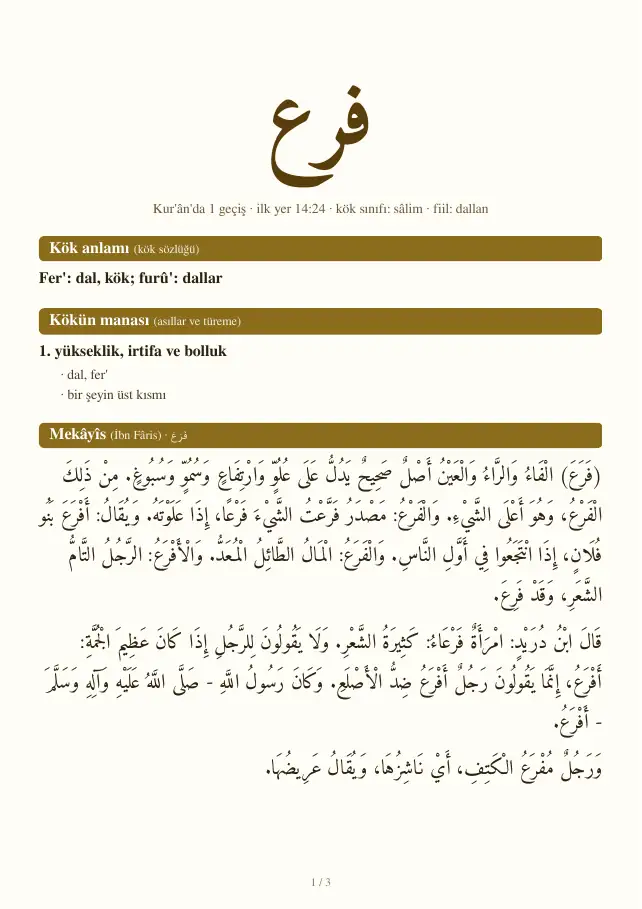 فرع
Kur'ân'da 1 geçiş · ilk yer 14:24 · kök sınıfı: sâlim · fiil: dallan
Kök anlamı (kök sözlüğü)
Fer': dal, kök; furû': dallar
Kökün manası (asıllar ve türeme)
1. yükseklik, irtifa ve bolluk
· dal, fer'
· bir şeyin üst kısmı
Mekâyîs (İbn Fâris) · فَرَعَ
(فَرَعَ) الْفَاءُ وَالرَّاءُ وَالْعَيْنُ أَصْلٌ صَحِيحٌ يَدُلُّ عَلَى عُلُوٍّ وَارْتِفَاعٍ وَسُمُوٍّ وَسُبُوغٍ. مِنْ ذَلِكَ
الْفَرْعُ، وَهُوَ أَعْلَى الشَّيْءِ. وَالْفَرْعُ: مَصْدَرُ فَرَّعْتُ الشَّيْءَ فَرْعًا، إِذَا عَلَوْتَهُ. وَيُقَالُ: أَفْرَعَ بَنُو
فُلَانٍ، إِذَا انْتَجَعُوا فِي أَوَّلِ النَّاسِ. وَالْفَرَعُ: الْمَالُ الطَّائِلُ الْمُعَدُّ. وَالْأَفْرَعُ: الرَّجُلُ التَّامُّ
الشَّعَرِ، وَقَدْ فَرِعَ.
قَالَ ابْنُ دُرَيْدٍ: امْرَأَةٌ فَرْعَاءُ: كَثِيرَةُ الشَّعْرِ. وَلَا يَقُولُونَ لِلرَّجُلِ إِذَا كَانَ عَظِيمَ الْجُمَّةِ:
أَفْرَعُ، إِنَّمَا يَقُولُونَ رَجُلٌ أَفْرَعُ ضِدُّ الْأَصْلَعِ. وَكَانَ رَسُولُ اللَّهِ - صَلَّى اللَّهُ عَلَيْهِ وَآلِهِ وَسَلَّمَ
- أَفْرَعُ.
وَرَجُلٌ مُفْرَعُ الْكَتِفِ، أَيْ نَاشِزُهَا، وَيُقَالُ عَرِيضُهَا.
1 / 3